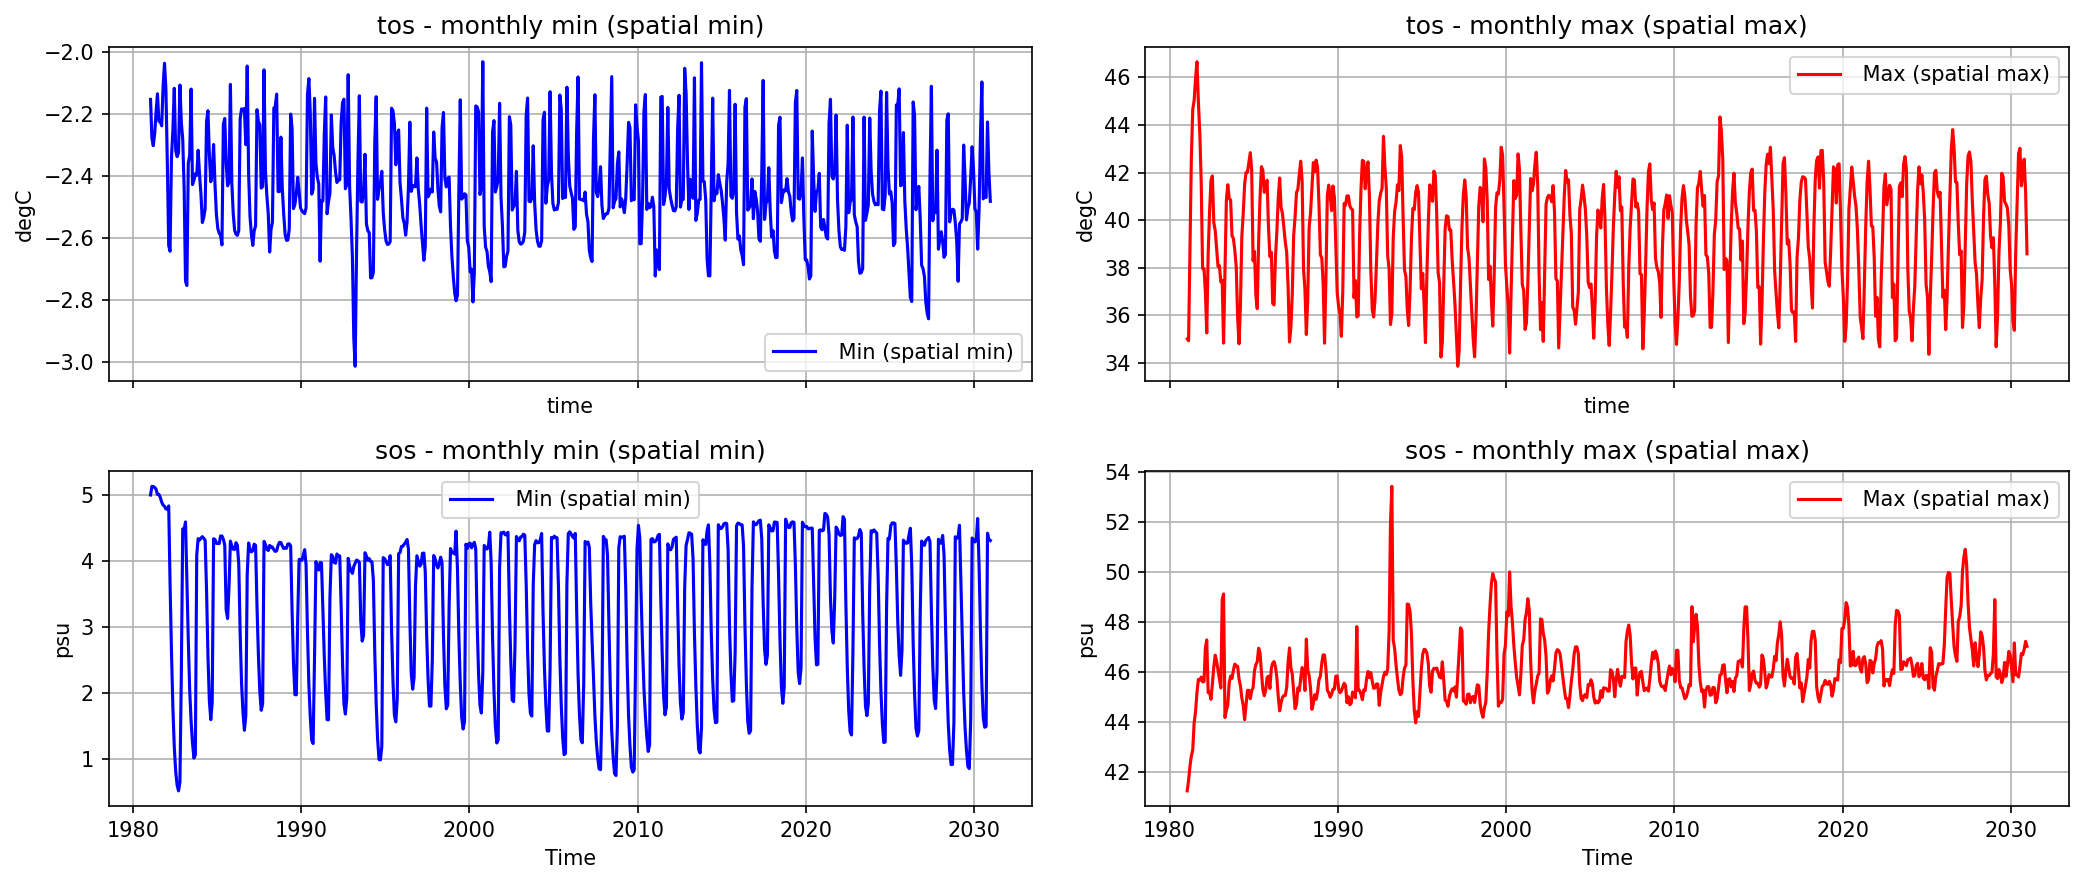 tos - monthly min (spatial min)
−2.0
−2.2
−2.4
−2.6
−2.8
−3.0
degC
Min (spatial min)
time
tos - monthly max (spatial max)
46
44
42
40
38
36
34
degC
Max (spatial max)
time
sos - monthly min (spatial min)
5
4
3
2
1
psu
Min (spatial min)
1980 1990 2000 2010 2020 2030
Time
sos - monthly max (spatial max)
54
52
50
48
46
44
42
psu
Max (spatial max)
1980 1990 2000 2010 2020 2030
Time